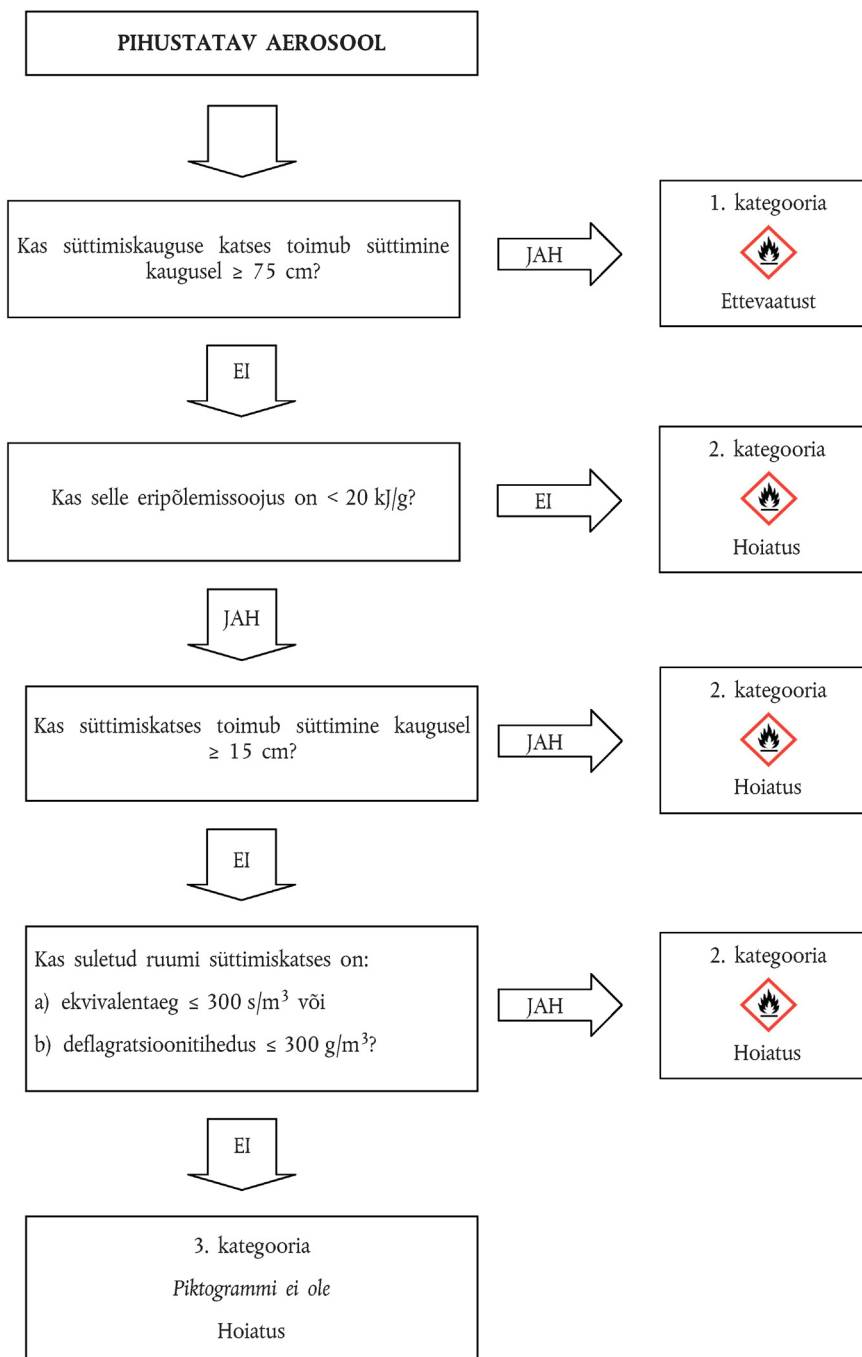 PIHUSTATAV AEROSOOL
Kas süttimiskauguse katses toimub süttimine
kaugusel ≥ 75 cm?
JAH
1. kategooria
Ettevaatust
EI
Kas selle eripõlemissoojus on < 20 kJ/g?
EI
2. kategooria
Hoiatus
JAH
Kas süttimiskatses toimub süttimine kaugusel
≥ 15 cm?
JAH
2. kategooria
Hoiatus
EI
Kas suletud ruumi süttimiskatses on:
a) ekvivalentaeg ≤ 300 s/m³ või
b) deflagratsioonitihedus ≤ 300 g/m³?
JAH
2. kategooria
Hoiatus
EI
3. kategooria
Piktogrammi ei ole
Hoiatus